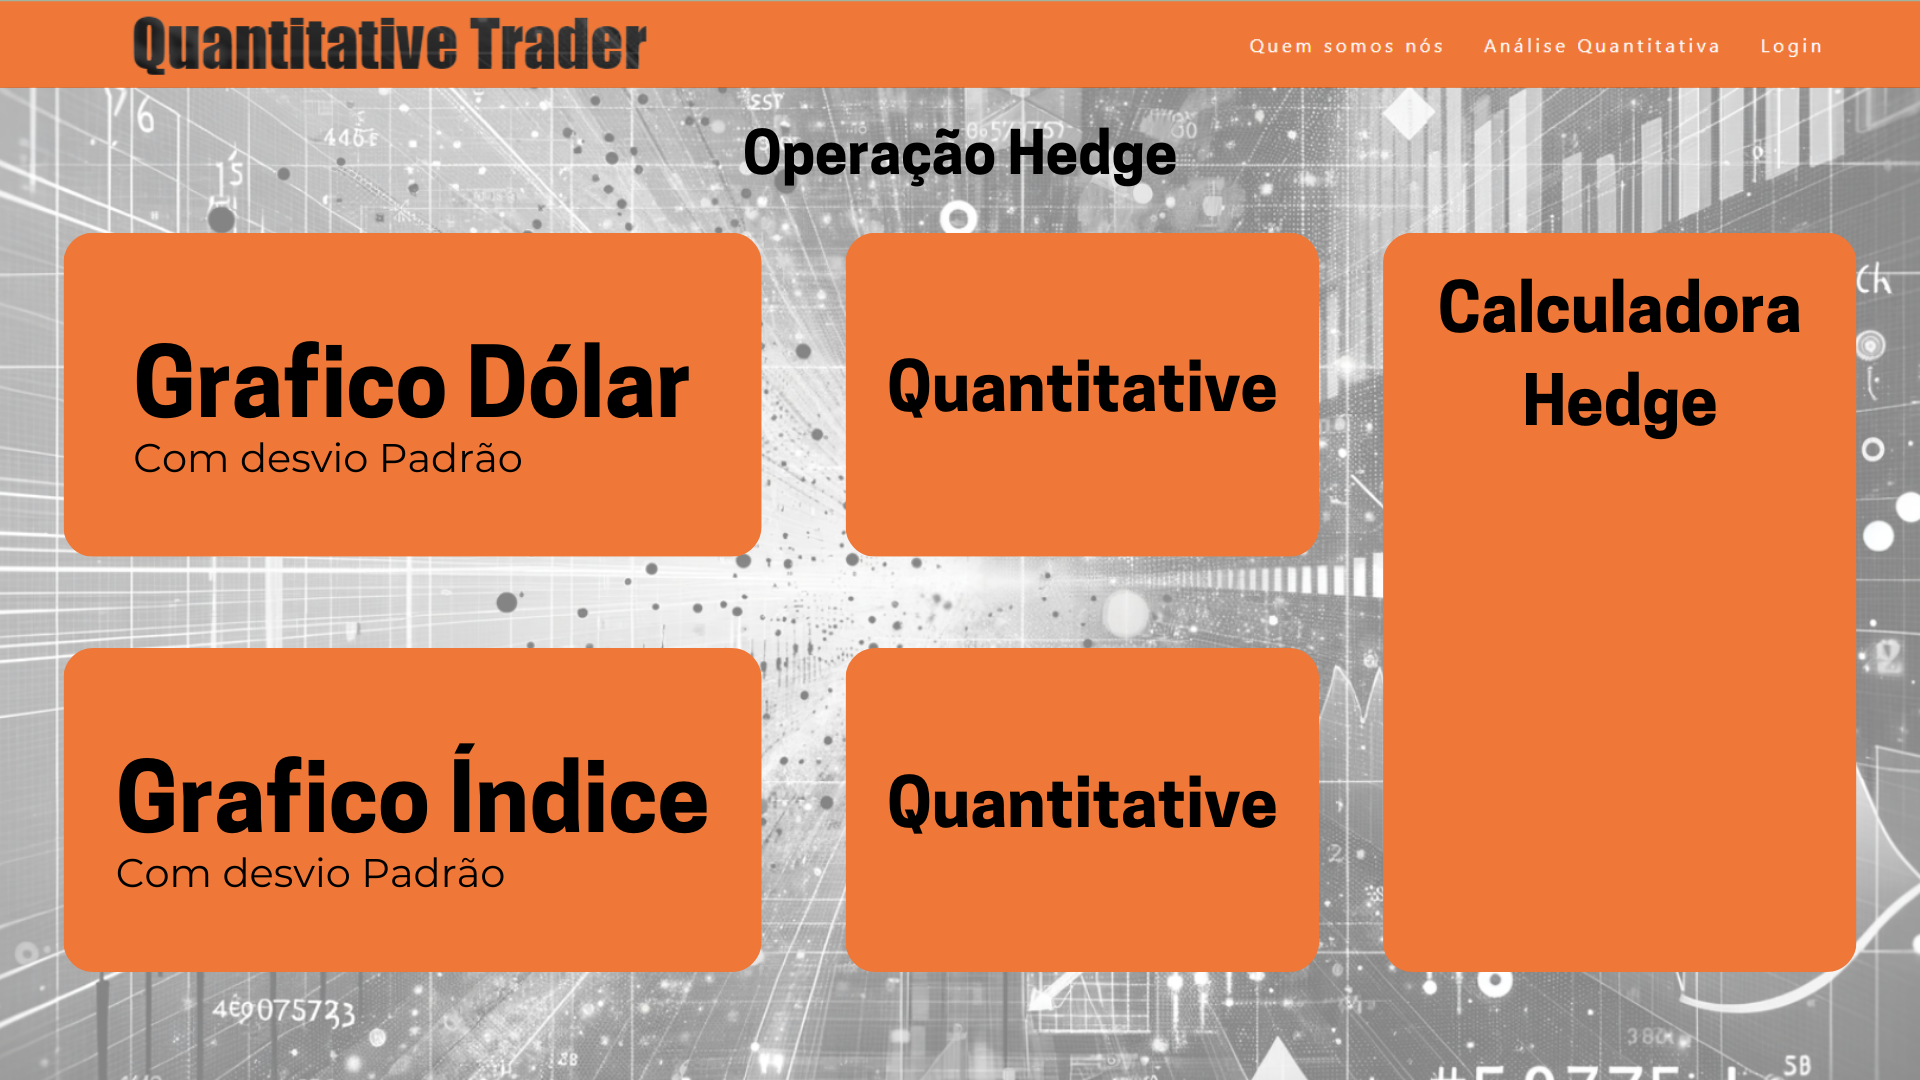 Quantitative Trader
Quem somos nós
Análise Quantitativa
Login
Operação Hedge
Grafico Dólar
Com desvio Padrão
Quantitative
Calculadora
Hedge
Grafico Índice
Com desvio Padrão
Quantitative